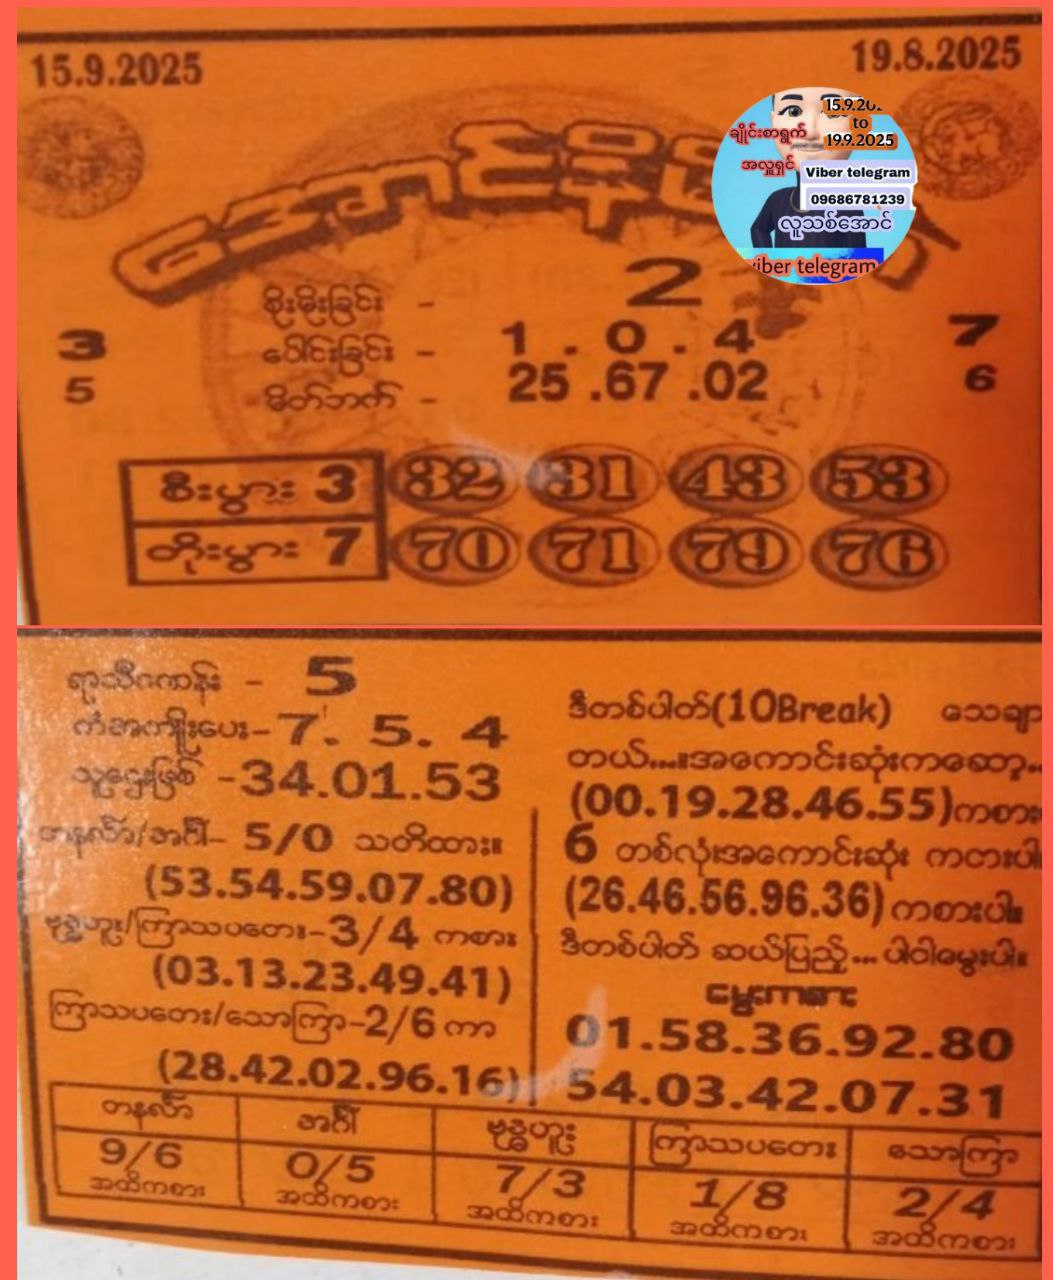 15.9.2025 19.8.2025
15.9.202
to
19.9.2025
ချိုင်းစာရွက်
အလှူရှင်
Viber telegram
09686781239
လူသစ်အောင်
viber telegram
အောင်နိုင်
စိုးမိုးခြင်း - 2
3 ပေါင်းခြင်း - 1 . 0 . 4 7
5 မိတ်ဘက် - 25 .67 .02 6
စီးပွား 3 32 31 43 53
တိုးပွား 7 70 71 79 76
ရာသီဂဏန်း - 5
ကံအကျိုးပေး- 7. 5. 4
သူဌေးဖြစ် -34.01.53
တနင်္လာ/အင်္ဂါ- 5/0 သတိထား။
(53.54.59.07.80)
ဗုဒ္ဓဟူး/ကြာသပတေး-3/4 ကစား
(03.13.23.49.41)
ကြာသပတေး/သောကြာ-2/6 ကာ
(28.42.02.96.16)
ဒီတစ်ပါတ်(10Break) သေချာ
တယ်...။အကောင်းဆုံးကဆော့..
(00.19.28.46.55)ကစား
6 တစ်လုံးအကောင်းဆုံး ကထားပါ
(26.46.56.96.36)ကစားပါ။
ဒီတစ်ပါတ် ဆယ်ပြည့်... ပါဝါမွေးပါ။
မွေးကစား
01.58.36.92.80
54.03.42.07.31
တနင်္လာ အင်္ဂါ ဗုဒ္ဓဟူး ကြာသပတေး သောကြာ
9/6 0/5 7/3 1/8 2/4
အထိကစား အထိကစား အထိကစား အထိကစား အထိကစား